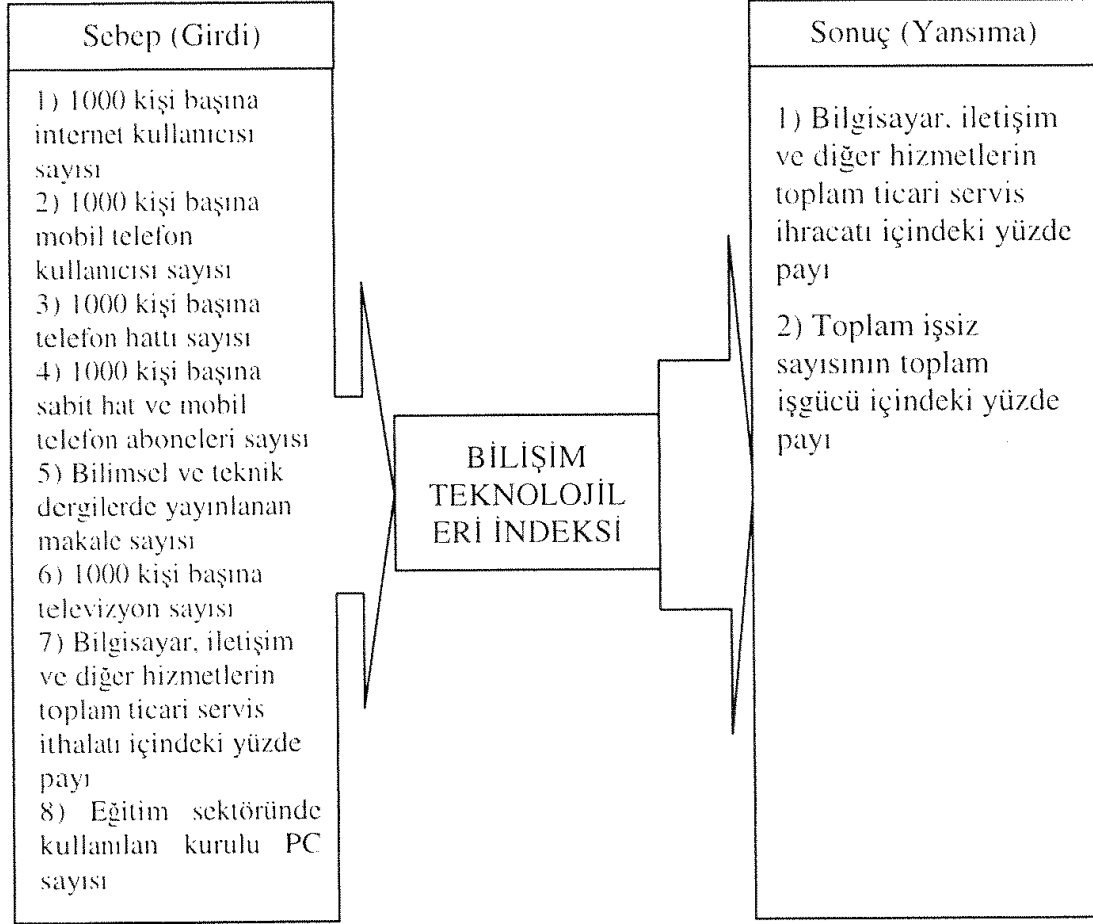 Sebep (Girdi)
1) 1000 kişi başına
internet kullanıcısı
sayısı
2) 1000 kişi başına
mobil telefon
kullanıcısı sayısı
3) 1000 kişi başına
telefon hattı sayısı
4) 1000 kişi başına
sabit hat ve mobil
telefon aboneleri sayısı
5) Bilimsel ve teknik
dergilerde yayınlanan
makale sayısı
6) 1000 kişi başına
televizyon sayısı
7) Bilgisayar, iletişim
ve diğer hizmetlerin
toplam ticari servis
ithalatı içindeki yüzde
payı
8) Eğitim sektöründe
kullanılan kurulu PC
sayısı
BİLİŞİM
TEKNOLOJİL
ERİ İNDEKSİ
Sonuç (Yansıma)
1) Bilgisayar, iletişim
ve diğer hizmetlerin
toplam ticari servis
ihracatı içindeki yüzde
payı
2) Toplam işsiz
sayısının toplam
işgücü içindeki yüzde
payı